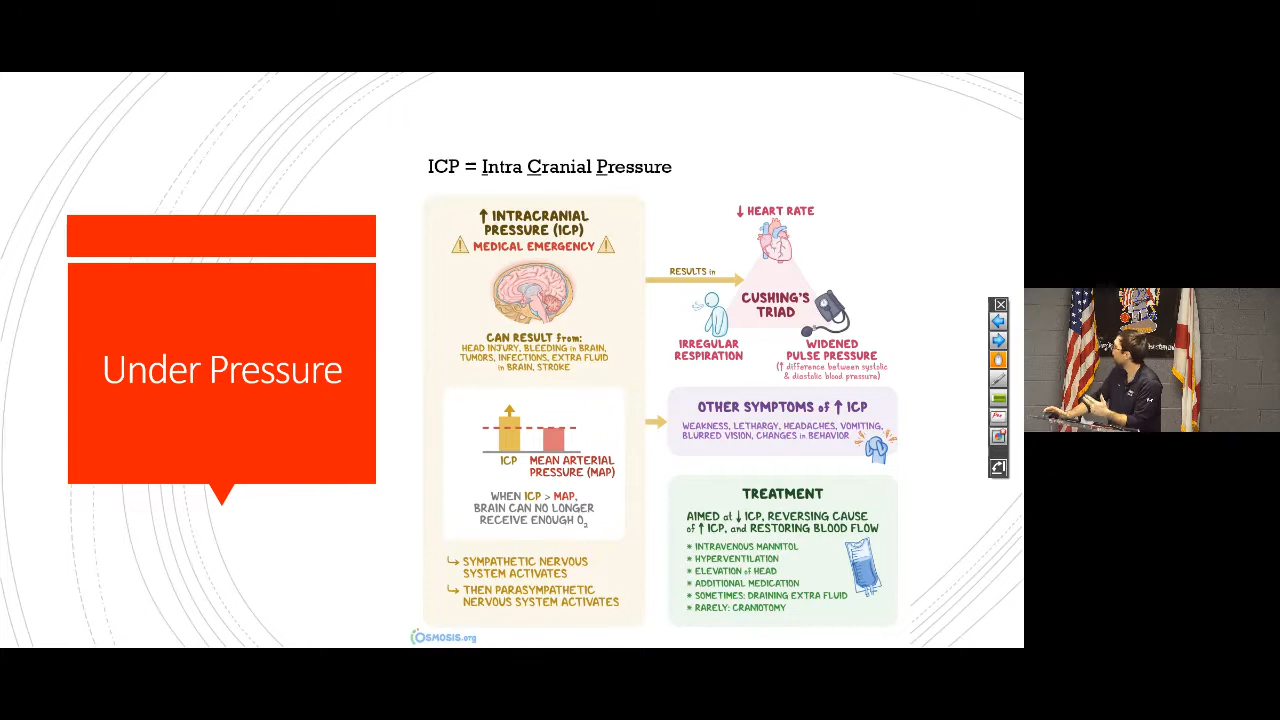 Under Pressure
ICP = Intra Cranial Pressure
↑ INTRACRANIAL
PRESSURE (ICP)
MEDICAL EMERGENCY
CAN RESULT from:
HEAD INJURY, BLEEDING in BRAIN,
TUMORS, INFECTIONS, EXTRA FLUID
in BRAIN, STROKE
ICP
MEAN ARTERIAL
PRESSURE (MAP)
WHEN ICP > MAP,
BRAIN CAN NO LONGER
RECEIVE ENOUGH O2
↳ SYMPATHETIC NERVOUS
SYSTEM ACTIVATES
↳ THEN PARASYMPATHETIC
NERVOUS SYSTEM ACTIVATES
RESULTS in
↓ HEART RATE
CUSHING'S
TRIAD
IRREGULAR
RESPIRATION
WIDENED
PULSE PRESSURE
(↑ difference between systolic
& diastolic blood pressure)
OTHER SYMPTOMS of ↑ ICP
WEAKNESS, LETHARGY, HEADACHES, VOMITING,
BLURRED VISION, CHANGES in BEHAVIOR
TREATMENT
AIMED at ↓ ICP, REVERSING CAUSE
of ↑ ICP, and RESTORING BLOOD FLOW
* INTRAVENOUS MANNITOL
* HYPERVENTILATION
* ELEVATION of HEAD
* ADDITIONAL MEDICATION
* SOMETIMES: DRAINING EXTRA FLUID
* RARELY: CRANIOTOMY
OSMOSIS.org